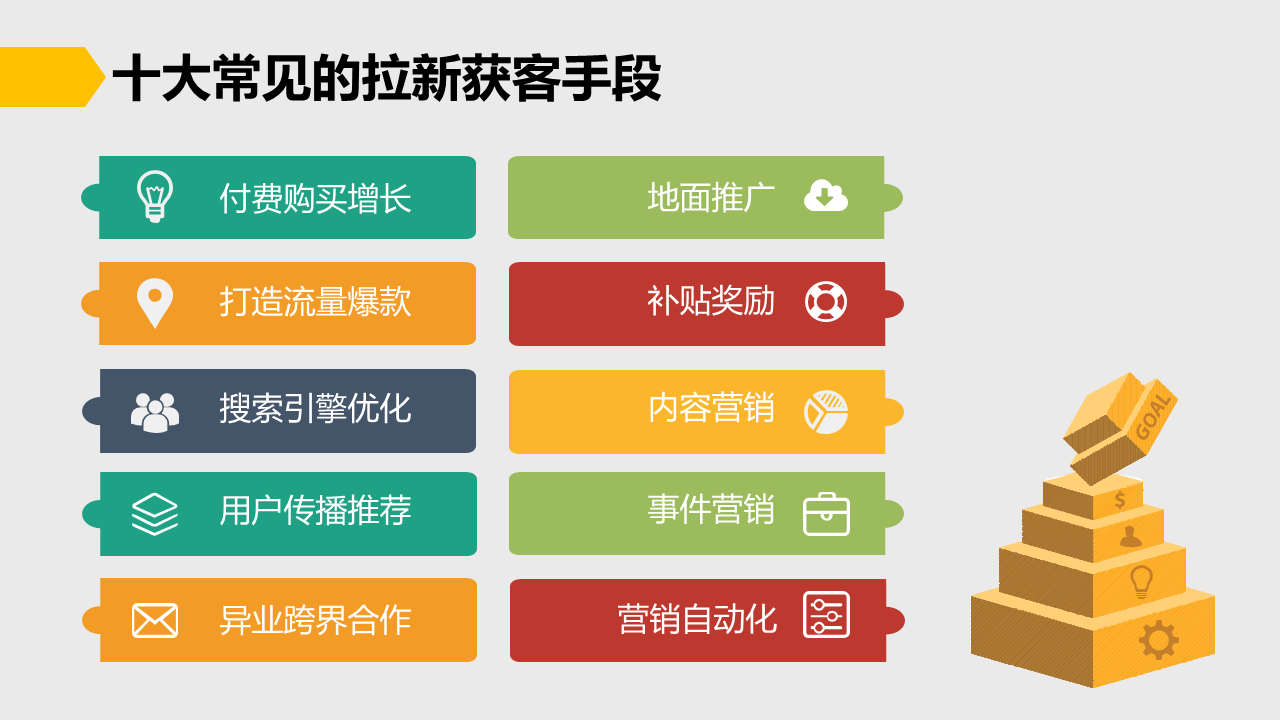 十大常见的拉新获客手段
付费购买增长
地面推广
打造流量爆款
补贴奖励
搜索引擎优化
内容营销
用户传播推荐
事件营销
异业跨界合作
营销自动化
GOAL
$